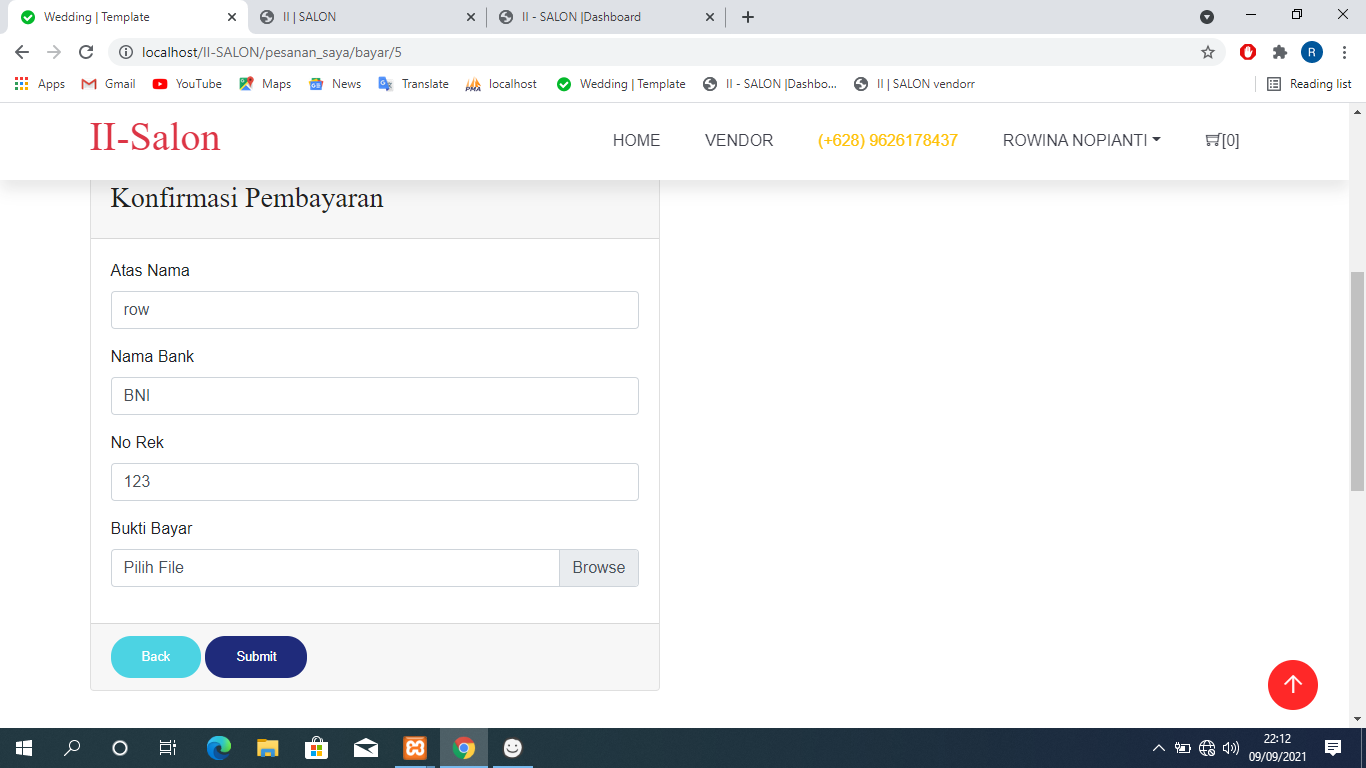 Wedding | Template
II | SALON
II - SALON |Dashboard
localhost/II-SALON/pesanan_saya/bayar/5
R
Apps
Gmail
YouTube
Maps
News
Translate
localhost
Wedding | Template
II - SALON |Dashbo...
II | SALON vendorr
Reading list
II-Salon
HOME
VENDOR
(+628) 9626178437
ROWINA NOPIANTI
[0]
Konfirmasi Pembayaran
Atas Nama
row
Nama Bank
BNI
No Rek
123
Bukti Bayar
Pilih File
Browse
Back
Submit
22:12
09/09/2021